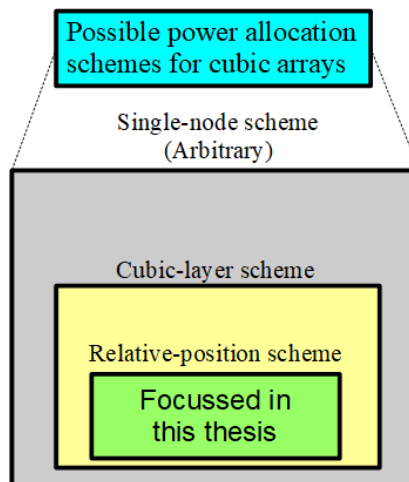 Possible power allocation
schemes for cubic arrays
Single-node scheme
(Arbitrary)
Cubic-layer scheme
Relative-position scheme
Focussed in
this thesis